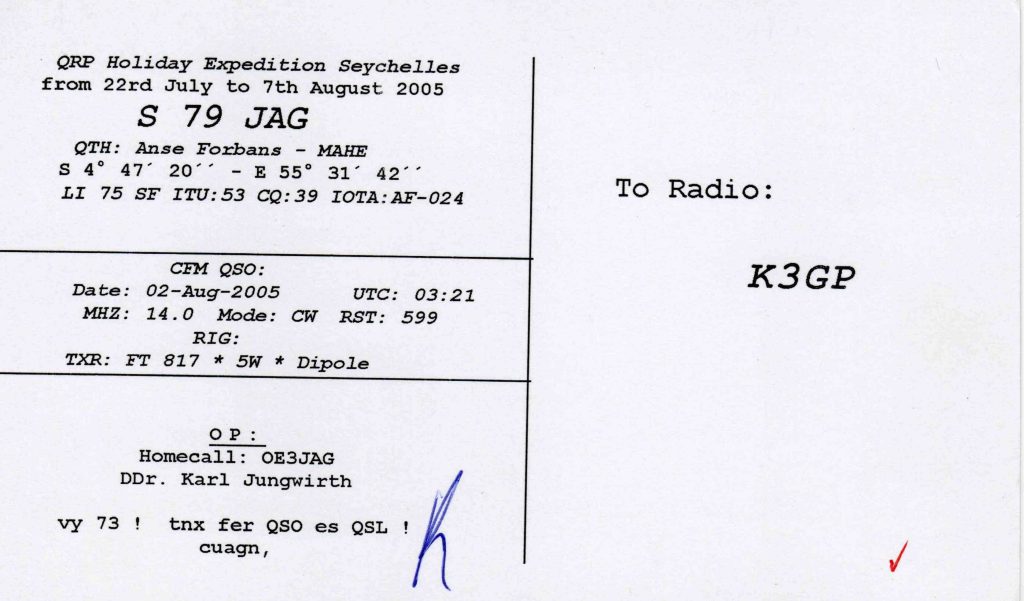 QRP Holiday Expedition Seychelles
from 22rd July to 7th August 2005
S 79 JAG
QTH: Anse Forbans - MAHE
S 4° 47´ 20´´ - E 55° 31´ 42´´
LI 75 SF ITU:53 CQ:39 IOTA:AF-024
CFM QSO:
Date: 02-Aug-2005 UTC: 03:21
MHZ: 14.0 Mode: CW RST: 599
RIG:
TXR: FT 817 * 5W * Dipole
OP:
Homecall: OE3JAG
DDr. Karl Jungwirth
vy 73 ! tnx fer QSO es QSL !
cuagn,
K
To Radio:
K3GP